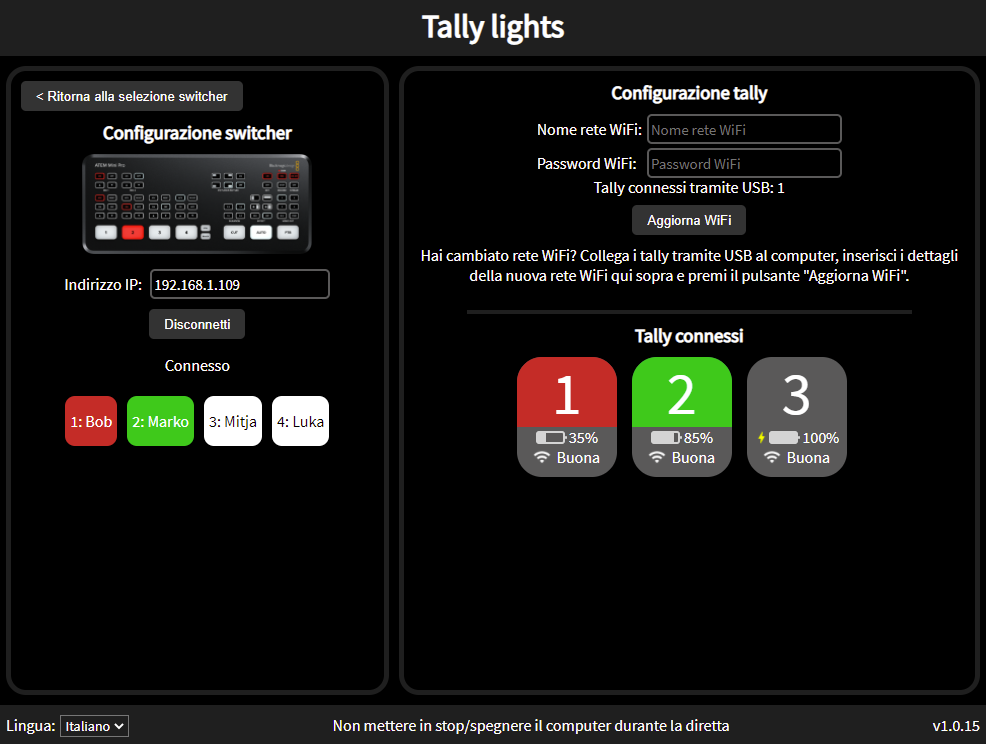 Tally lights
< Ritorna alla selezione switcher
Configurazione switcher
ATEM Mini Pro
Indirizzo IP: 192.168.1.109
Disconnetti
Connesso
1: Bob
2: Marko
3: Mitja
4: Luka
Configurazione tally
Nome rete WiFi: Nome rete WiFi
Password WiFi: Password WiFi
Tally connessi tramite USB: 1
Aggiorna WiFi
Hai cambiato rete WiFi? Collega i tally tramite USB al computer, inserisci i dettagli
della nuova rete WiFi qui sopra e premi il pulsante "Aggiorna WiFi".
Tally connessi
1
35%
Buona
2
85%
Buona
3
100%
Buona
Lingua: Italiano
Non mettere in stop/spegnere il computer durante la diretta
v1.0.15